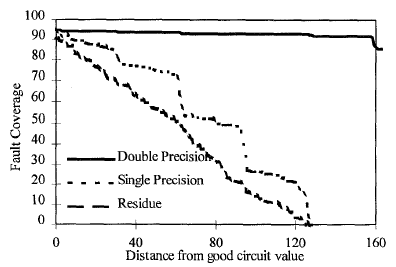 100
90
80
70
60
50
40
30
20
10
0
Fault Coverage
Double Precision
Single Precision
Residue
0 40 80 120 160
Distance from good circuit value